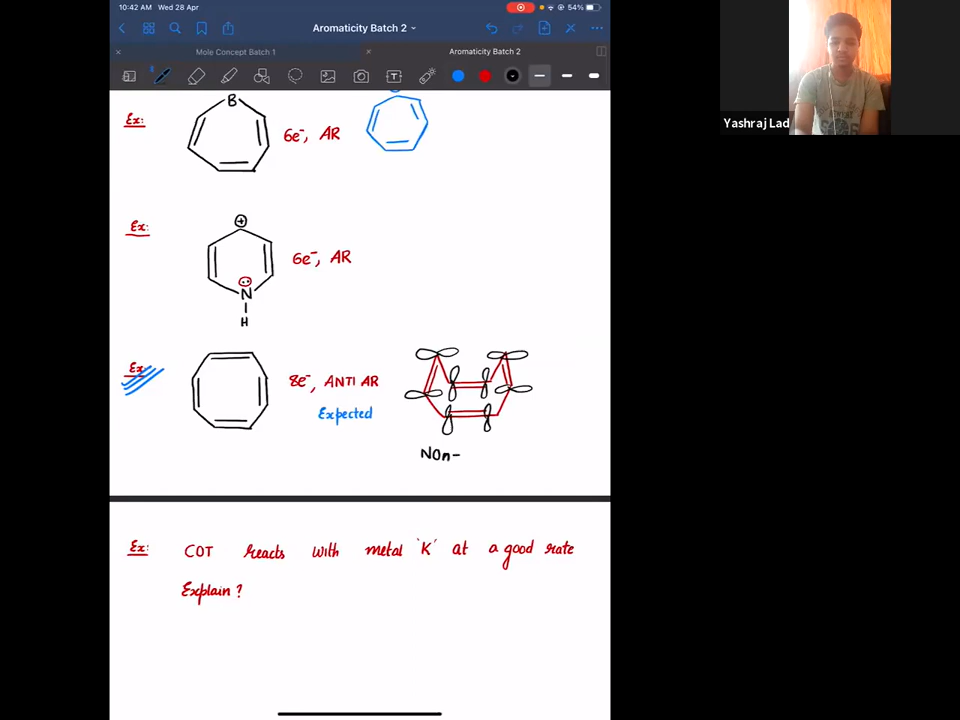 10:42 AM Wed 28 Apr
54%
Aromaticity Batch 2
Mole Concept Batch 1
Aromaticity Batch 2
T
Yashraj Lad
B
Ex:
6e⁻, AR
Ex:
⊕
6e⁻, AR
N
H
Ex
8e⁻, ANTI AR
Expected
NOn-
Ex: COT reacts with metal 'K' at a good rate
Explain?